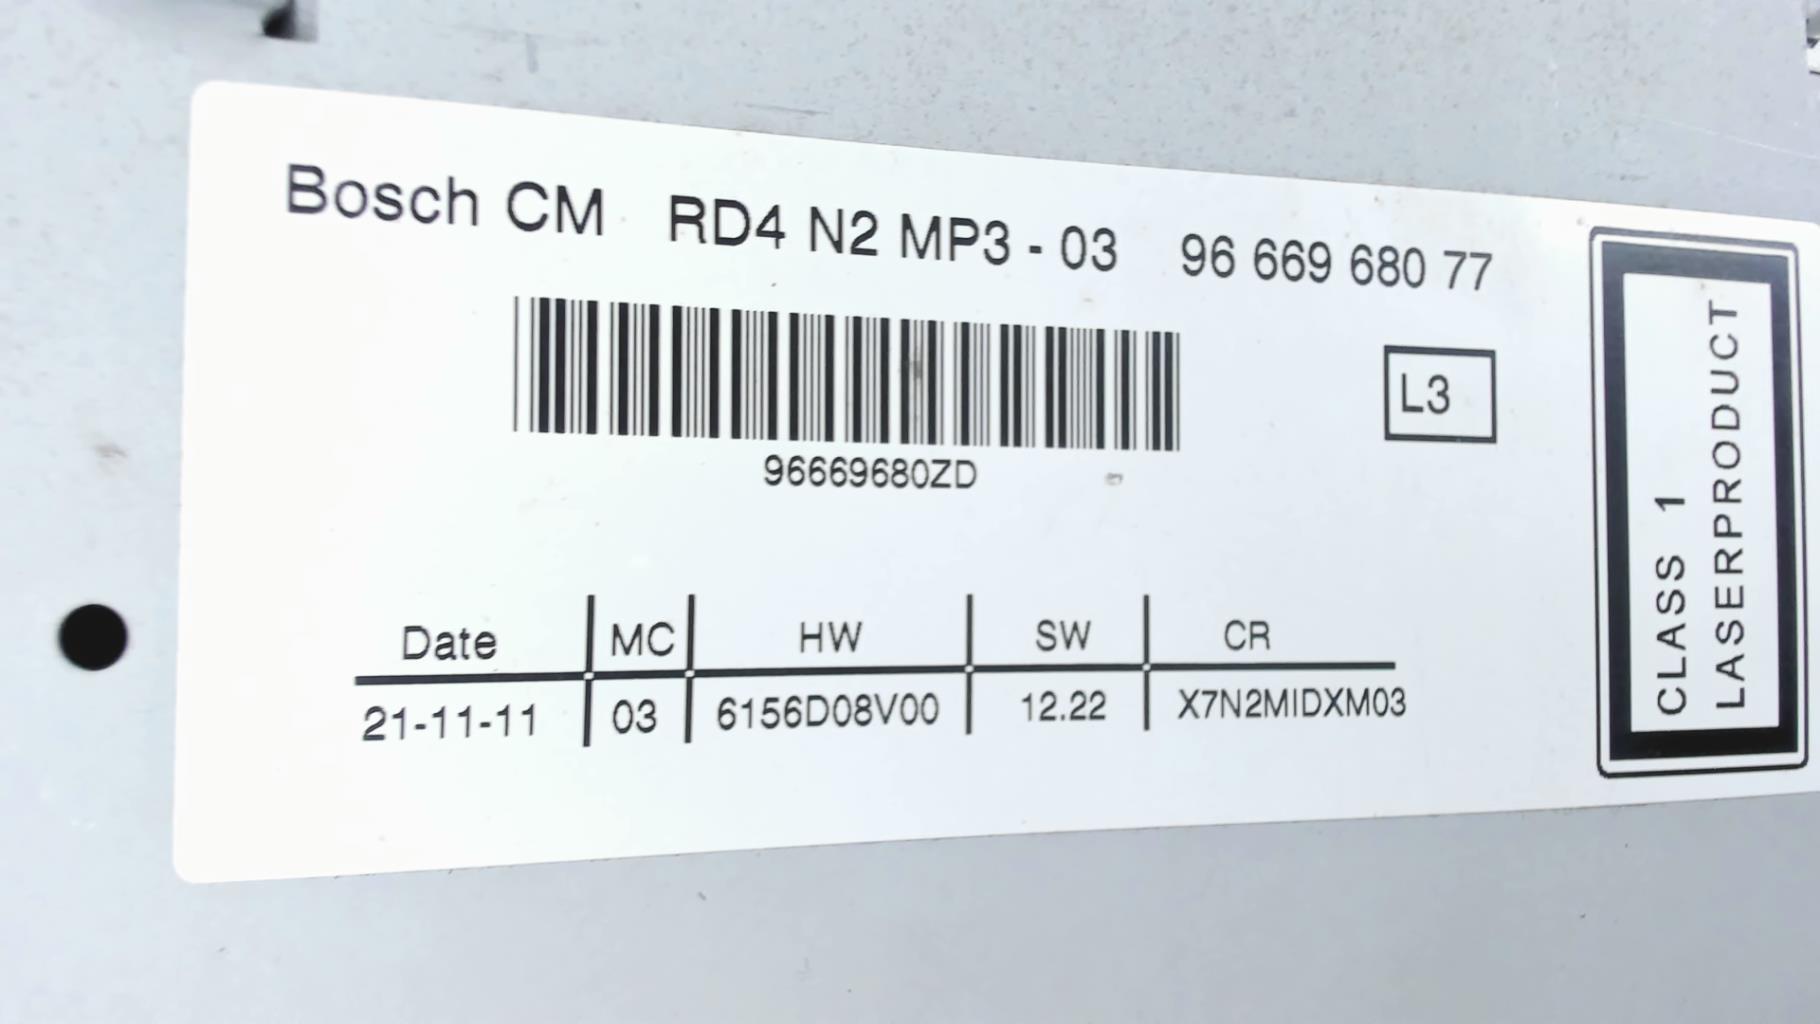 Bosch CM RD4 N2 MP3 - 03 96 669 680 77
L3
96669680ZD
Date MC HW SW CR
21-11-11 03 6156D08V00 12.22 X7N2MIDXM03
CLASS 1
LASERPRODUCT